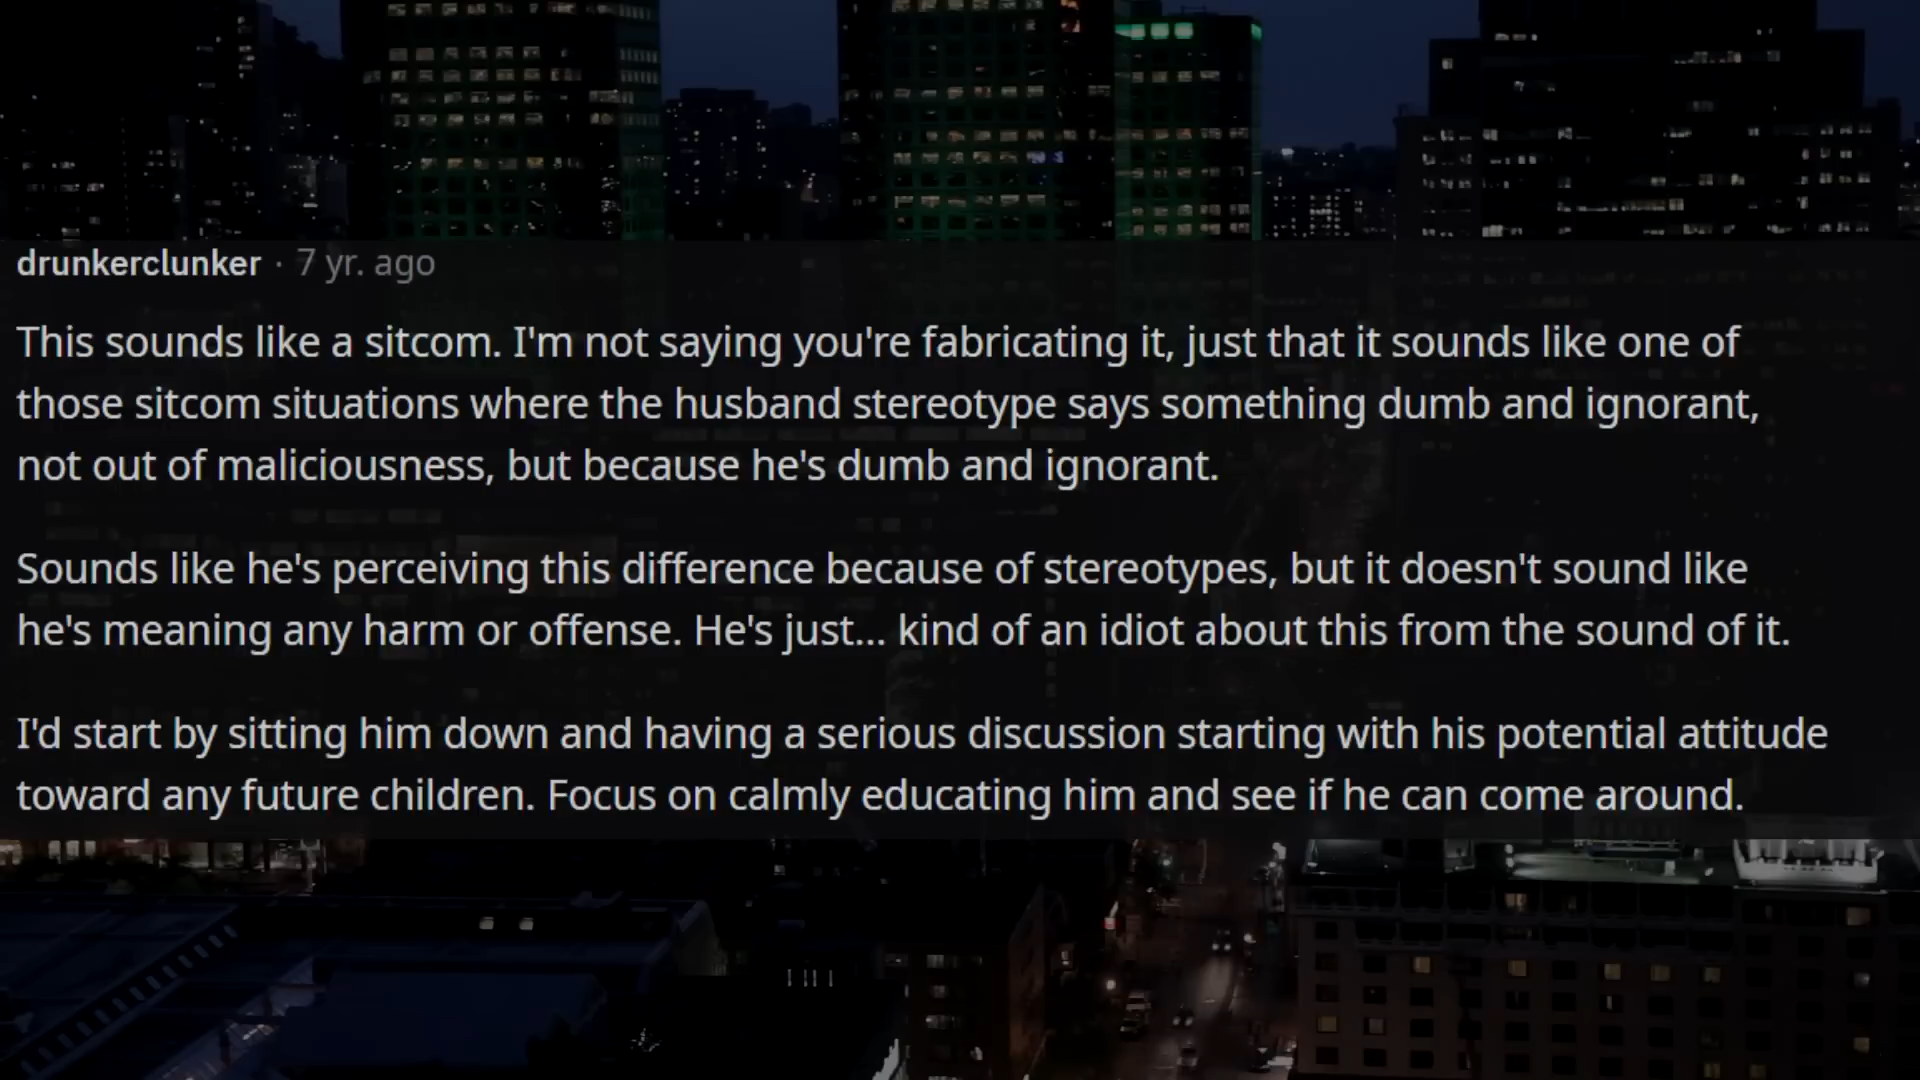 drunkerclunker · 7 yr. ago
This sounds like a sitcom. I'm not saying you're fabricating it, just that it sounds like one of
those sitcom situations where the husband stereotype says something dumb and ignorant,
not out of maliciousness, but because he's dumb and ignorant.
Sounds like he's perceiving this difference because of stereotypes, but it doesn't sound like
he's meaning any harm or offense. He's just... kind of an idiot about this from the sound of it.
I'd start by sitting him down and having a serious discussion starting with his potential attitude
toward any future children. Focus on calmly educating him and see if he can come around.